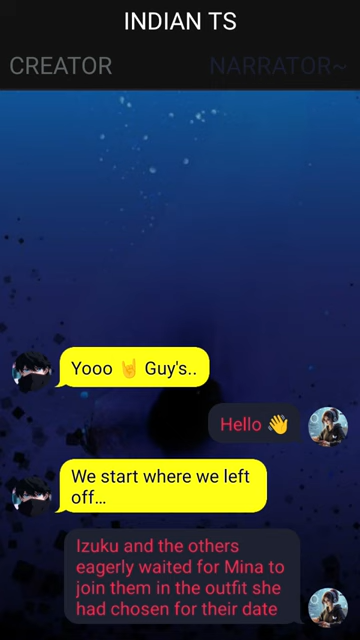 INDIAN TS
CREATOR NARRATOR~
Yooo 🤘 Guy's..
Hello 👋
We start where we left
off...
Izuku and the others
eagerly waited for Mina to
join them in the outfit she
had chosen for their date